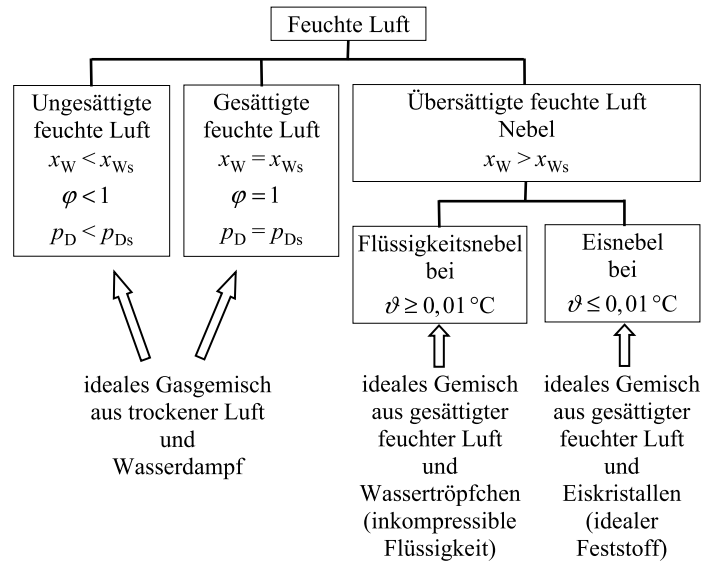 Feuchte Luft
Ungesättigte
feuchte Luft
x_W < x_Ws
φ < 1
p_D < p_Ds
Gesättigte
feuchte Luft
x_W = x_Ws
φ = 1
p_D = p_Ds
Übersättigte feuchte Luft
Nebel
x_W > x_Ws
Flüssigkeitsnebel
bei
ϑ ≥ 0,01 °C
Eisnebel
bei
ϑ ≤ 0,01 °C
ideales Gasgemisch
aus trockener Luft
und
Wasserdampf
ideales Gemisch
aus gesättigter
feuchter Luft
und
Wassertröpfchen
(inkompressible
Flüssigkeit)
ideales Gemisch
aus gesättigter
feuchter Luft
und
Eiskristallen
(idealer
Feststoff)